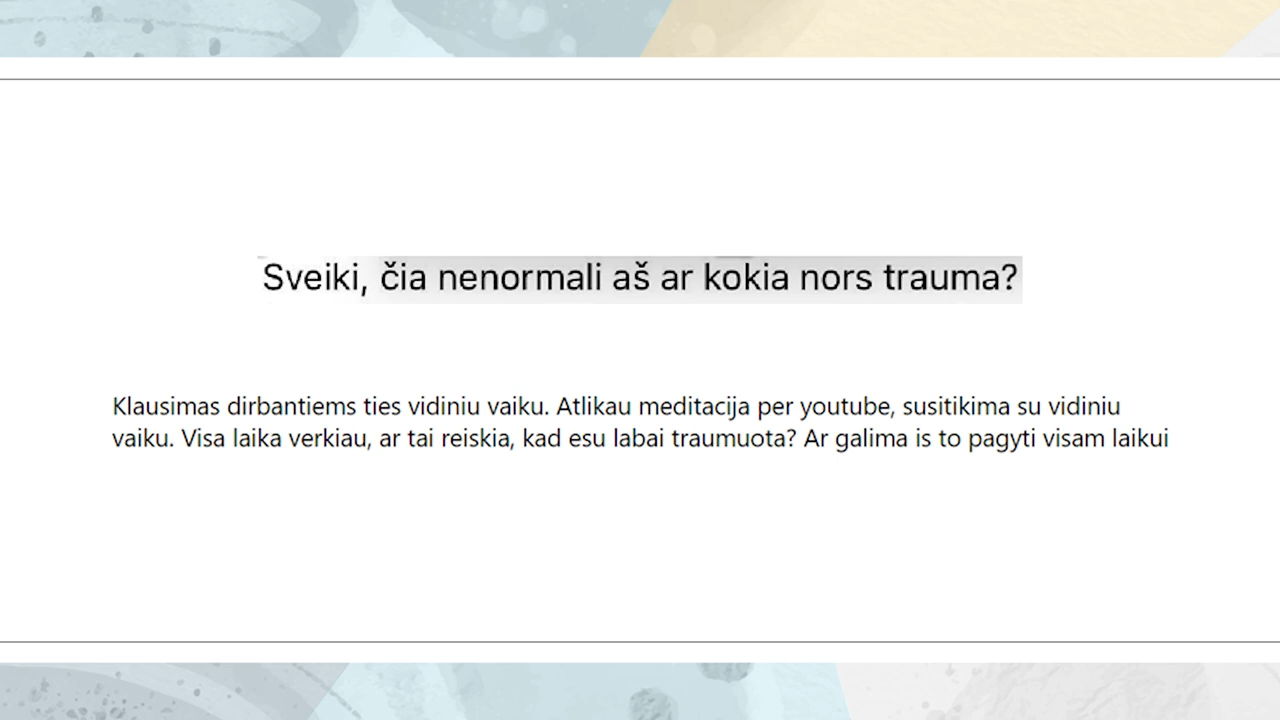 Sveiki, čia nenormali aš ar kokia nors trauma?
Klausimas dirbantiems ties vidiniu vaiku. Atlikau meditacija per youtube, susitikima su vidiniu
vaiku. Visa laika verkiau, ar tai reiskia, kad esu labai traumuota? Ar galima is to pagyti visam laikui